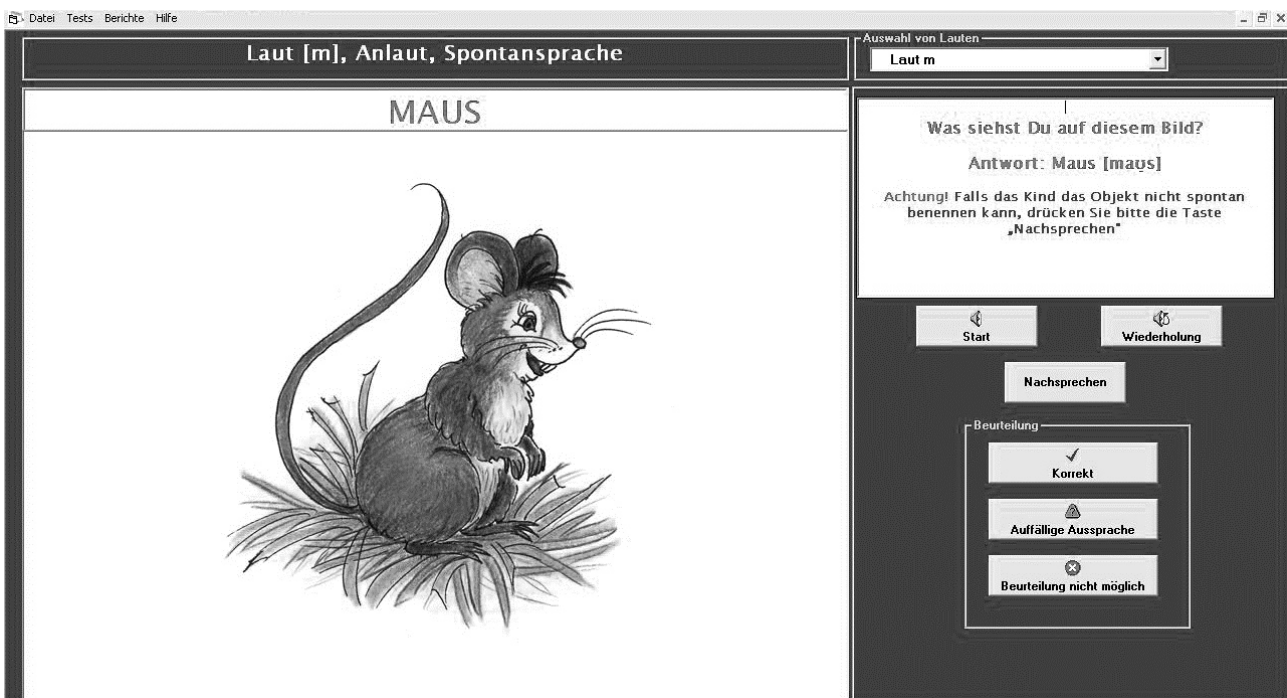 Datei Tests Berichte Hilfe
Laut [m], Anlaut, Spontansprache
Auswahl von Lauten
Laut m
MAUS
Was siehst Du auf diesem Bild?
Antwort: Maus [maʊ̯s]
Achtung! Falls das Kind das Objekt nicht spontan
benennen kann, drücken Sie bitte die Taste
„Nachsprechen"
Start
Wiederholung
Nachsprechen
Beurteilung
Korrekt
Auffällige Aussprache
Beurteilung nicht möglich